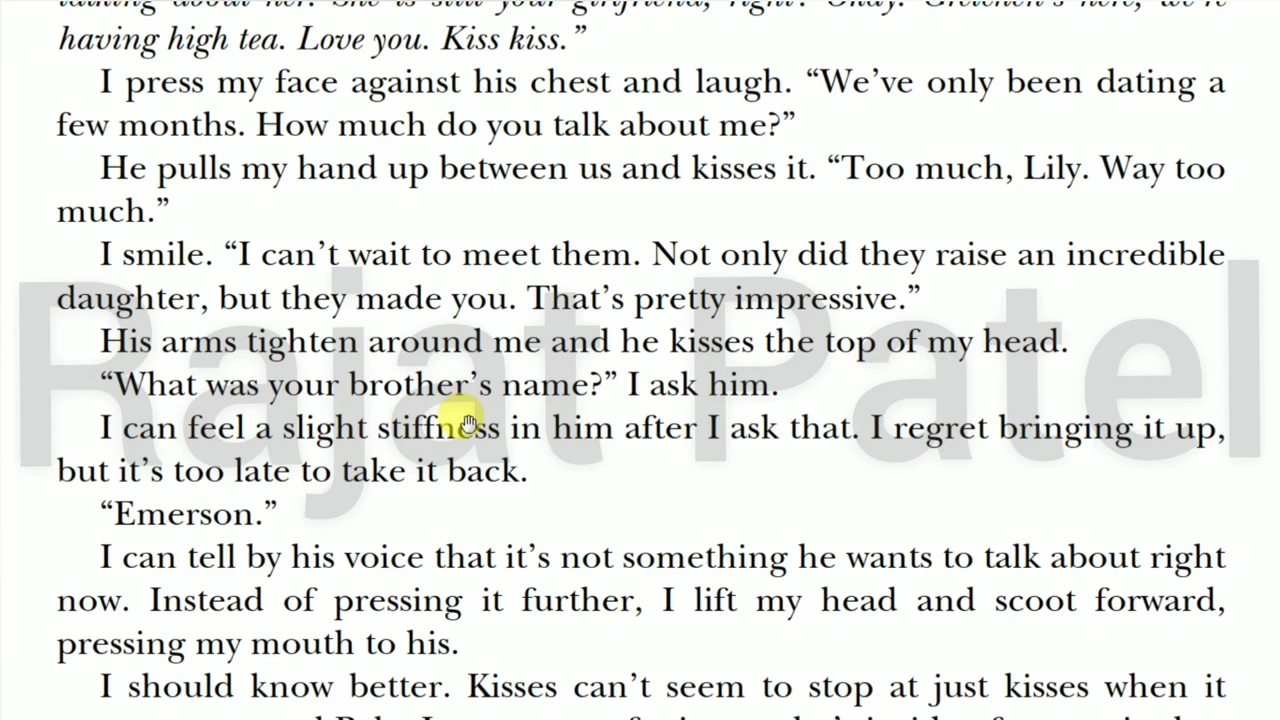 having high tea. Love you. Kiss kiss.”
I press my face against his chest and laugh. “We’ve only been dating a
few months. How much do you talk about me?”
He pulls my hand up between us and kisses it. “Too much, Lily. Way too
much.”
I smile. “I can’t wait to meet them. Not only did they raise an incredible
daughter, but they made you. That’s pretty impressive.”
His arms tighten around me and he kisses the top of my head.
“What was your brother’s name?” I ask him.
I can feel a slight stiffness in him after I ask that. I regret bringing it up,
but it’s too late to take it back.
“Emerson.”
I can tell by his voice that it’s not something he wants to talk about right
now. Instead of pressing it further, I lift my head and scoot forward,
pressing my mouth to his.
I should know better. Kisses can’t seem to stop at just kisses when it
Rajat Patel